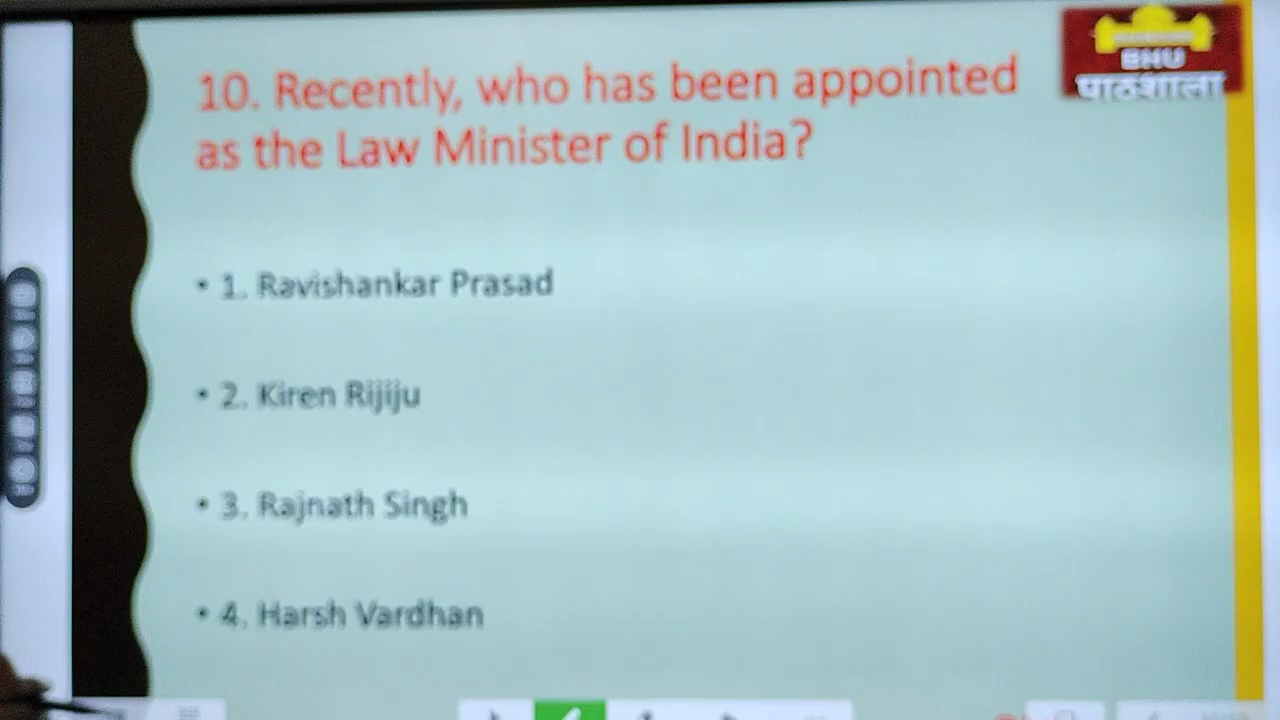 10. Recently, who has been appointed
as the Law Minister of India?
BHU
पाठशाला
• 1. Ravishankar Prasad
• 2. Kiren Rijiju
• 3. Rajnath Singh
• 4. Harsh Vardhan